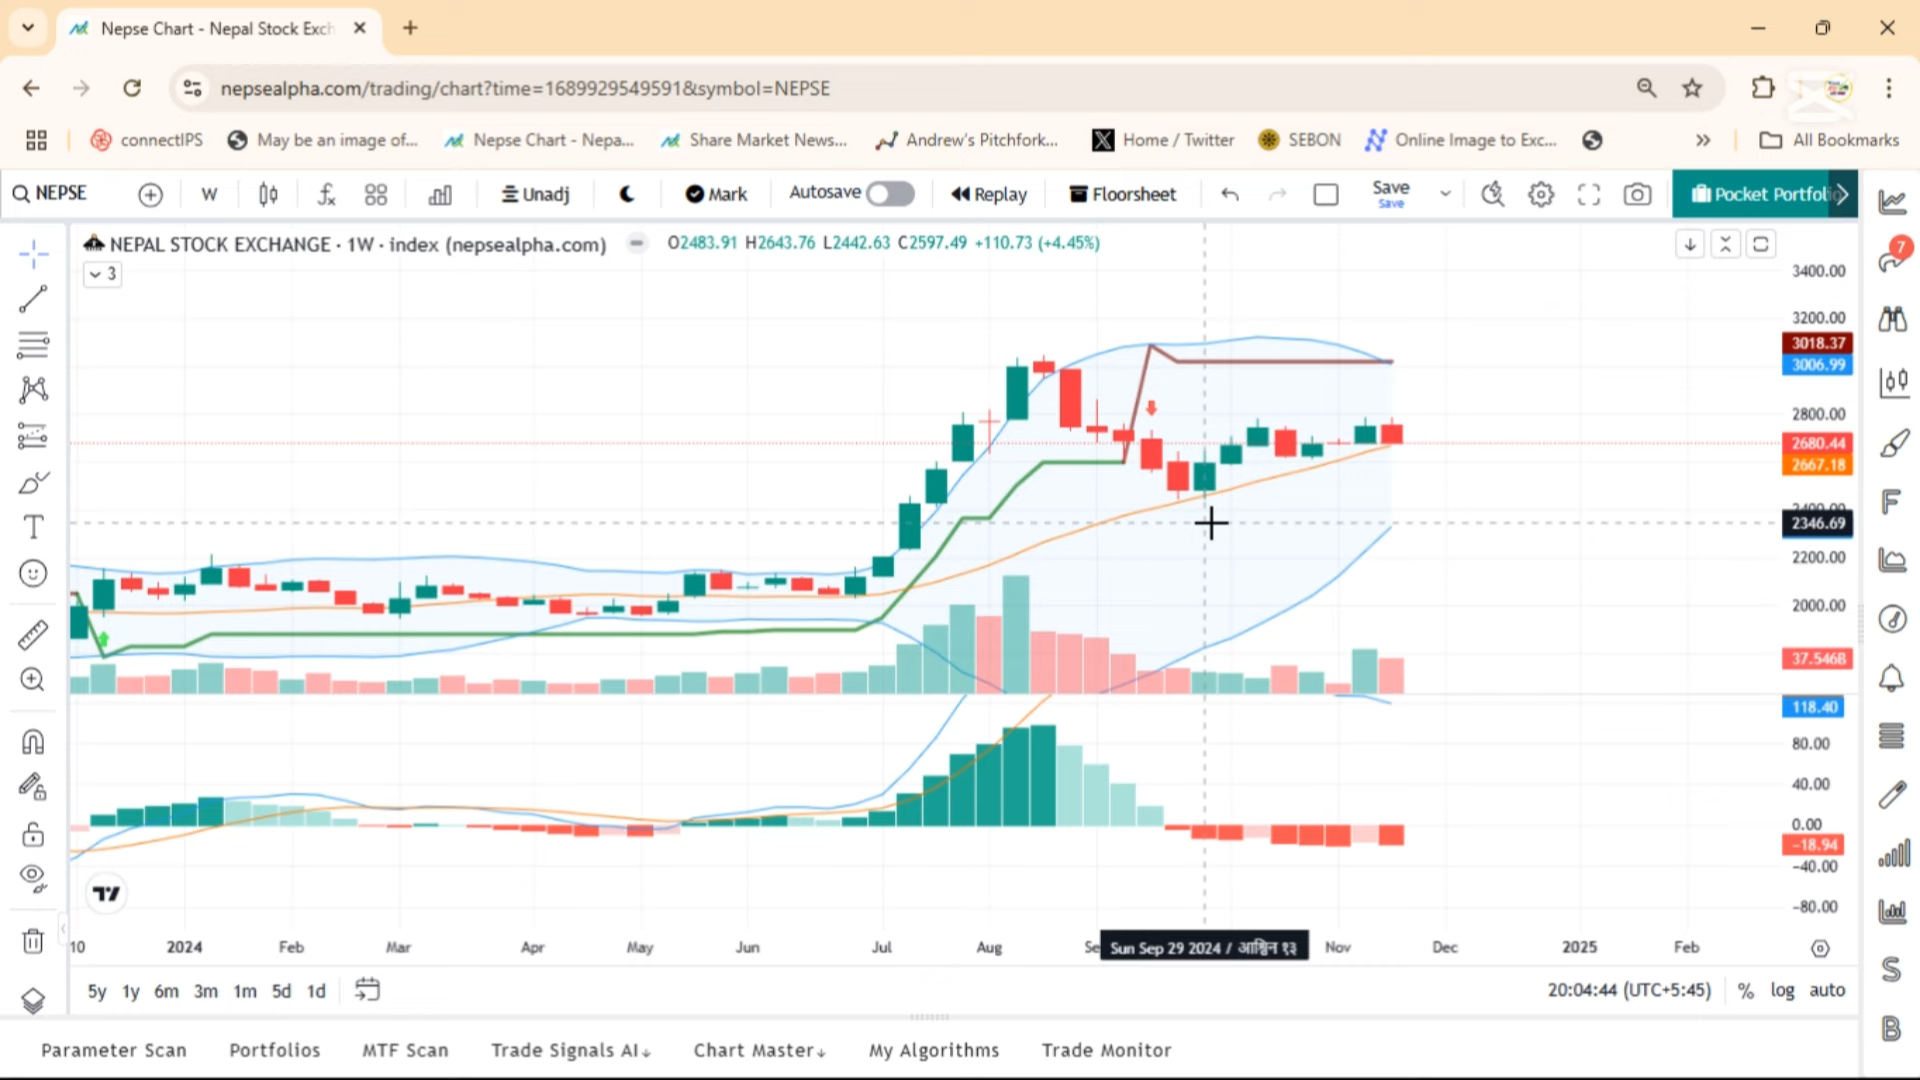 Nepse Chart - Nepal Stock Exch
nepsealpha.com/trading/chart?time=1689929549591&symbol=NEPSE
connectIPS May be an image of... Nepse Chart - Nepa... Share Market News... Andrew's Pitchfork... Home / Twitter SEBON Online Image to Exc... » All Bookmarks
NEPSE W Unadj Mark Autosave Replay Floorsheet Save Save Pocket Portfoli
NEPAL STOCK EXCHANGE · 1W · index (nepsealpha.com) O2483.91 H2643.76 L2442.63 C2597.49 +110.73 (+4.45%)
3
7
3400.00
3200.00
3018.37
3006.99
2800.00
2680.44
2667.18
2400.00
2346.69
2200.00
2000.00
37.546B
118.40
80.00
40.00
0.00
-18.94
-40.00
-80.00
10 2024 Feb Mar Apr May Jun Jul Aug Se Sun Sep 29 2024 / आश्विन १३ Nov Dec 2025 Feb
5y 1y 6m 3m 1m 5d 1d 20:04:44 (UTC+5:45) % log auto
Parameter Scan Portfolios MTF Scan Trade Signals AI↓ Chart Master↓ My Algorithms Trade Monitor
F
S
B